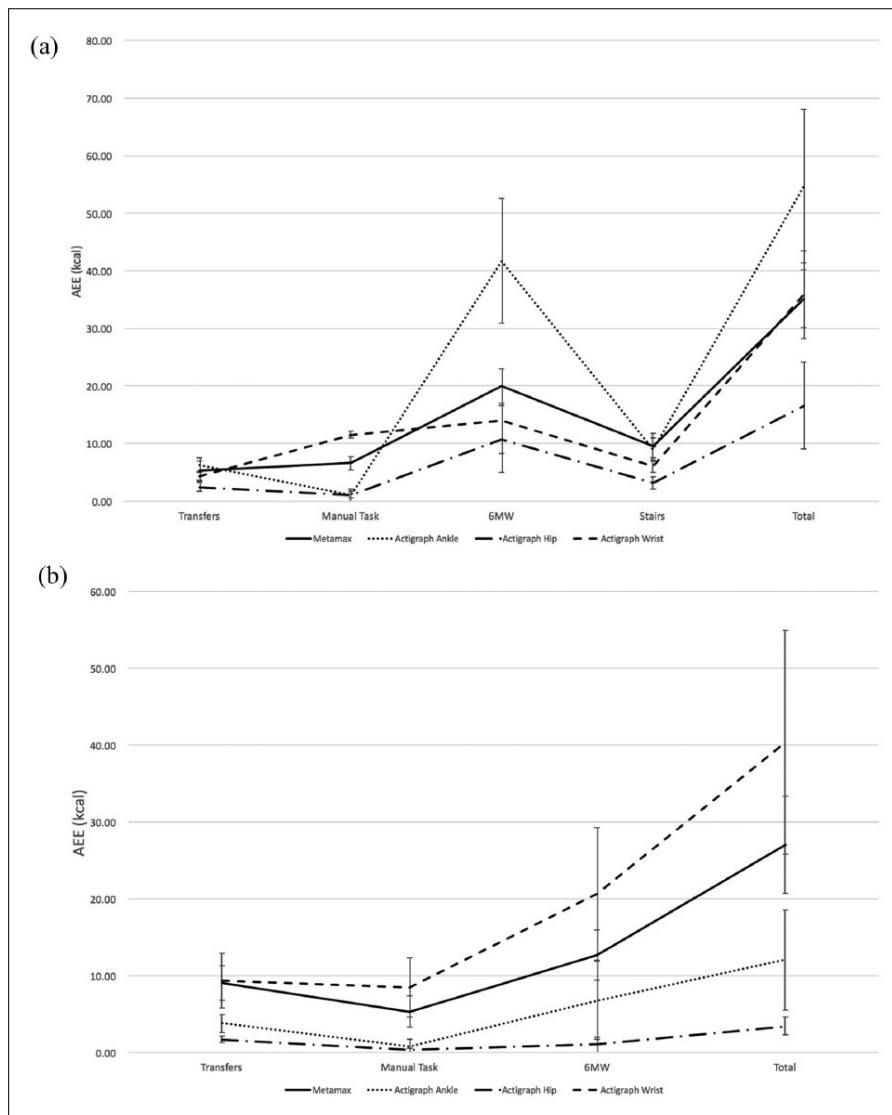 (a)
80.00
70.00
60.00
50.00
40.00
30.00
20.00
10.00
0.00
AEE (kcal)
Transfers Manual Task 6MW Stairs Total
Metamax Actigraph Ankle Actigraph Hip Actigraph Wrist
(b)
60.00
50.00
40.00
30.00
20.00
10.00
0.00
AEE (kcal)
Transfers Manual Task 6MW Total
Metamax Actigraph Ankle Actigraph Hip Actigraph Wrist